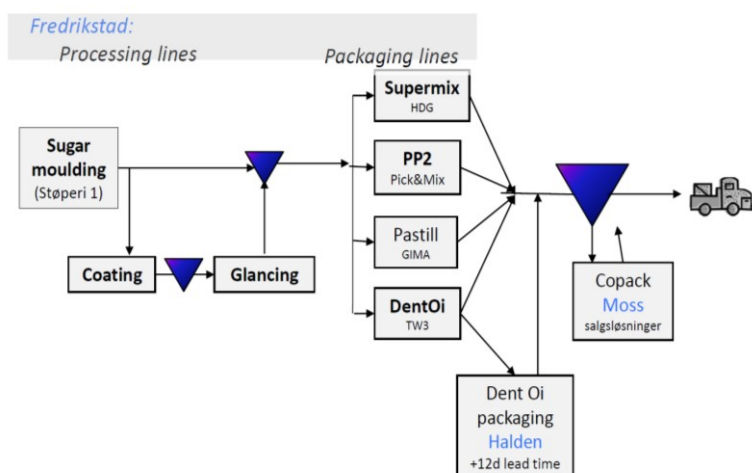 Fredrikstad:
Processing lines
Packaging lines
Supermix
HDG
Sugar
moulding
(Støperi 1)
PP2
Pick&Mix
Pastill
GIMA
Coating
Glancing
DentOi
TW3
Copack
Moss
salgsløsninger
Dent Oi
packaging
Halden
+12d lead time